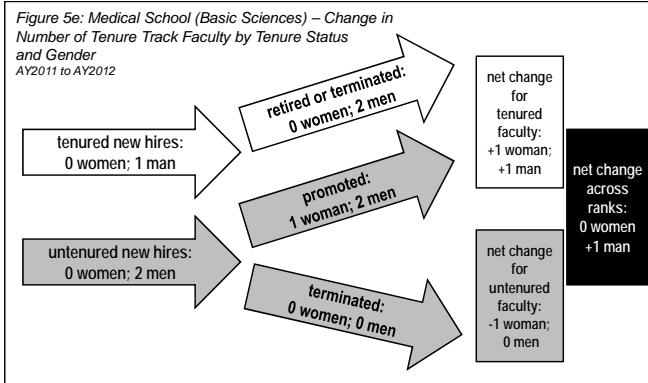 Figure 5e: Medical School (Basic Sciences) – Change in
Number of Tenure Track Faculty by Tenure Status
and Gender
AY2011 to AY2012
tenured new hires:
0 women; 1 man
retired or terminated:
0 women; 2 men
promoted:
1 woman; 2 men
untenured new hires:
0 women; 2 men
terminated:
0 women; 0 men
net change
for
tenured
faculty:
+1 woman;
+1 man
net change
for
untenured
faculty:
-1 woman;
0 men
net change
across
ranks:
0 women
+1 man